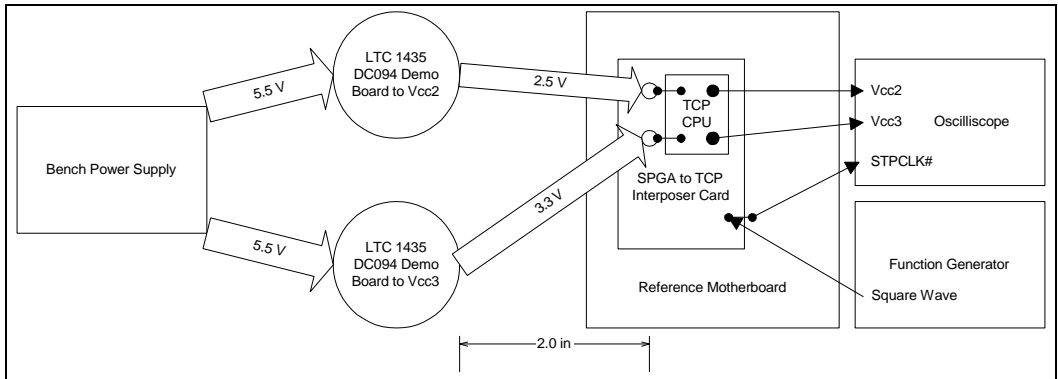 Bench Power Supply
5.5 V
5.5 V
LTC 1435
DC094 Demo
Board to Vcc2
LTC 1435
DC094 Demo
Board to Vcc3
2.5 V
3.3 V
2.0 in
TCP
CPU
SPGA to TCP
Interposer Card
Reference Motherboard
Vcc2
Vcc3
Oscilliscope
STPCLK#
Function Generator
Square Wave